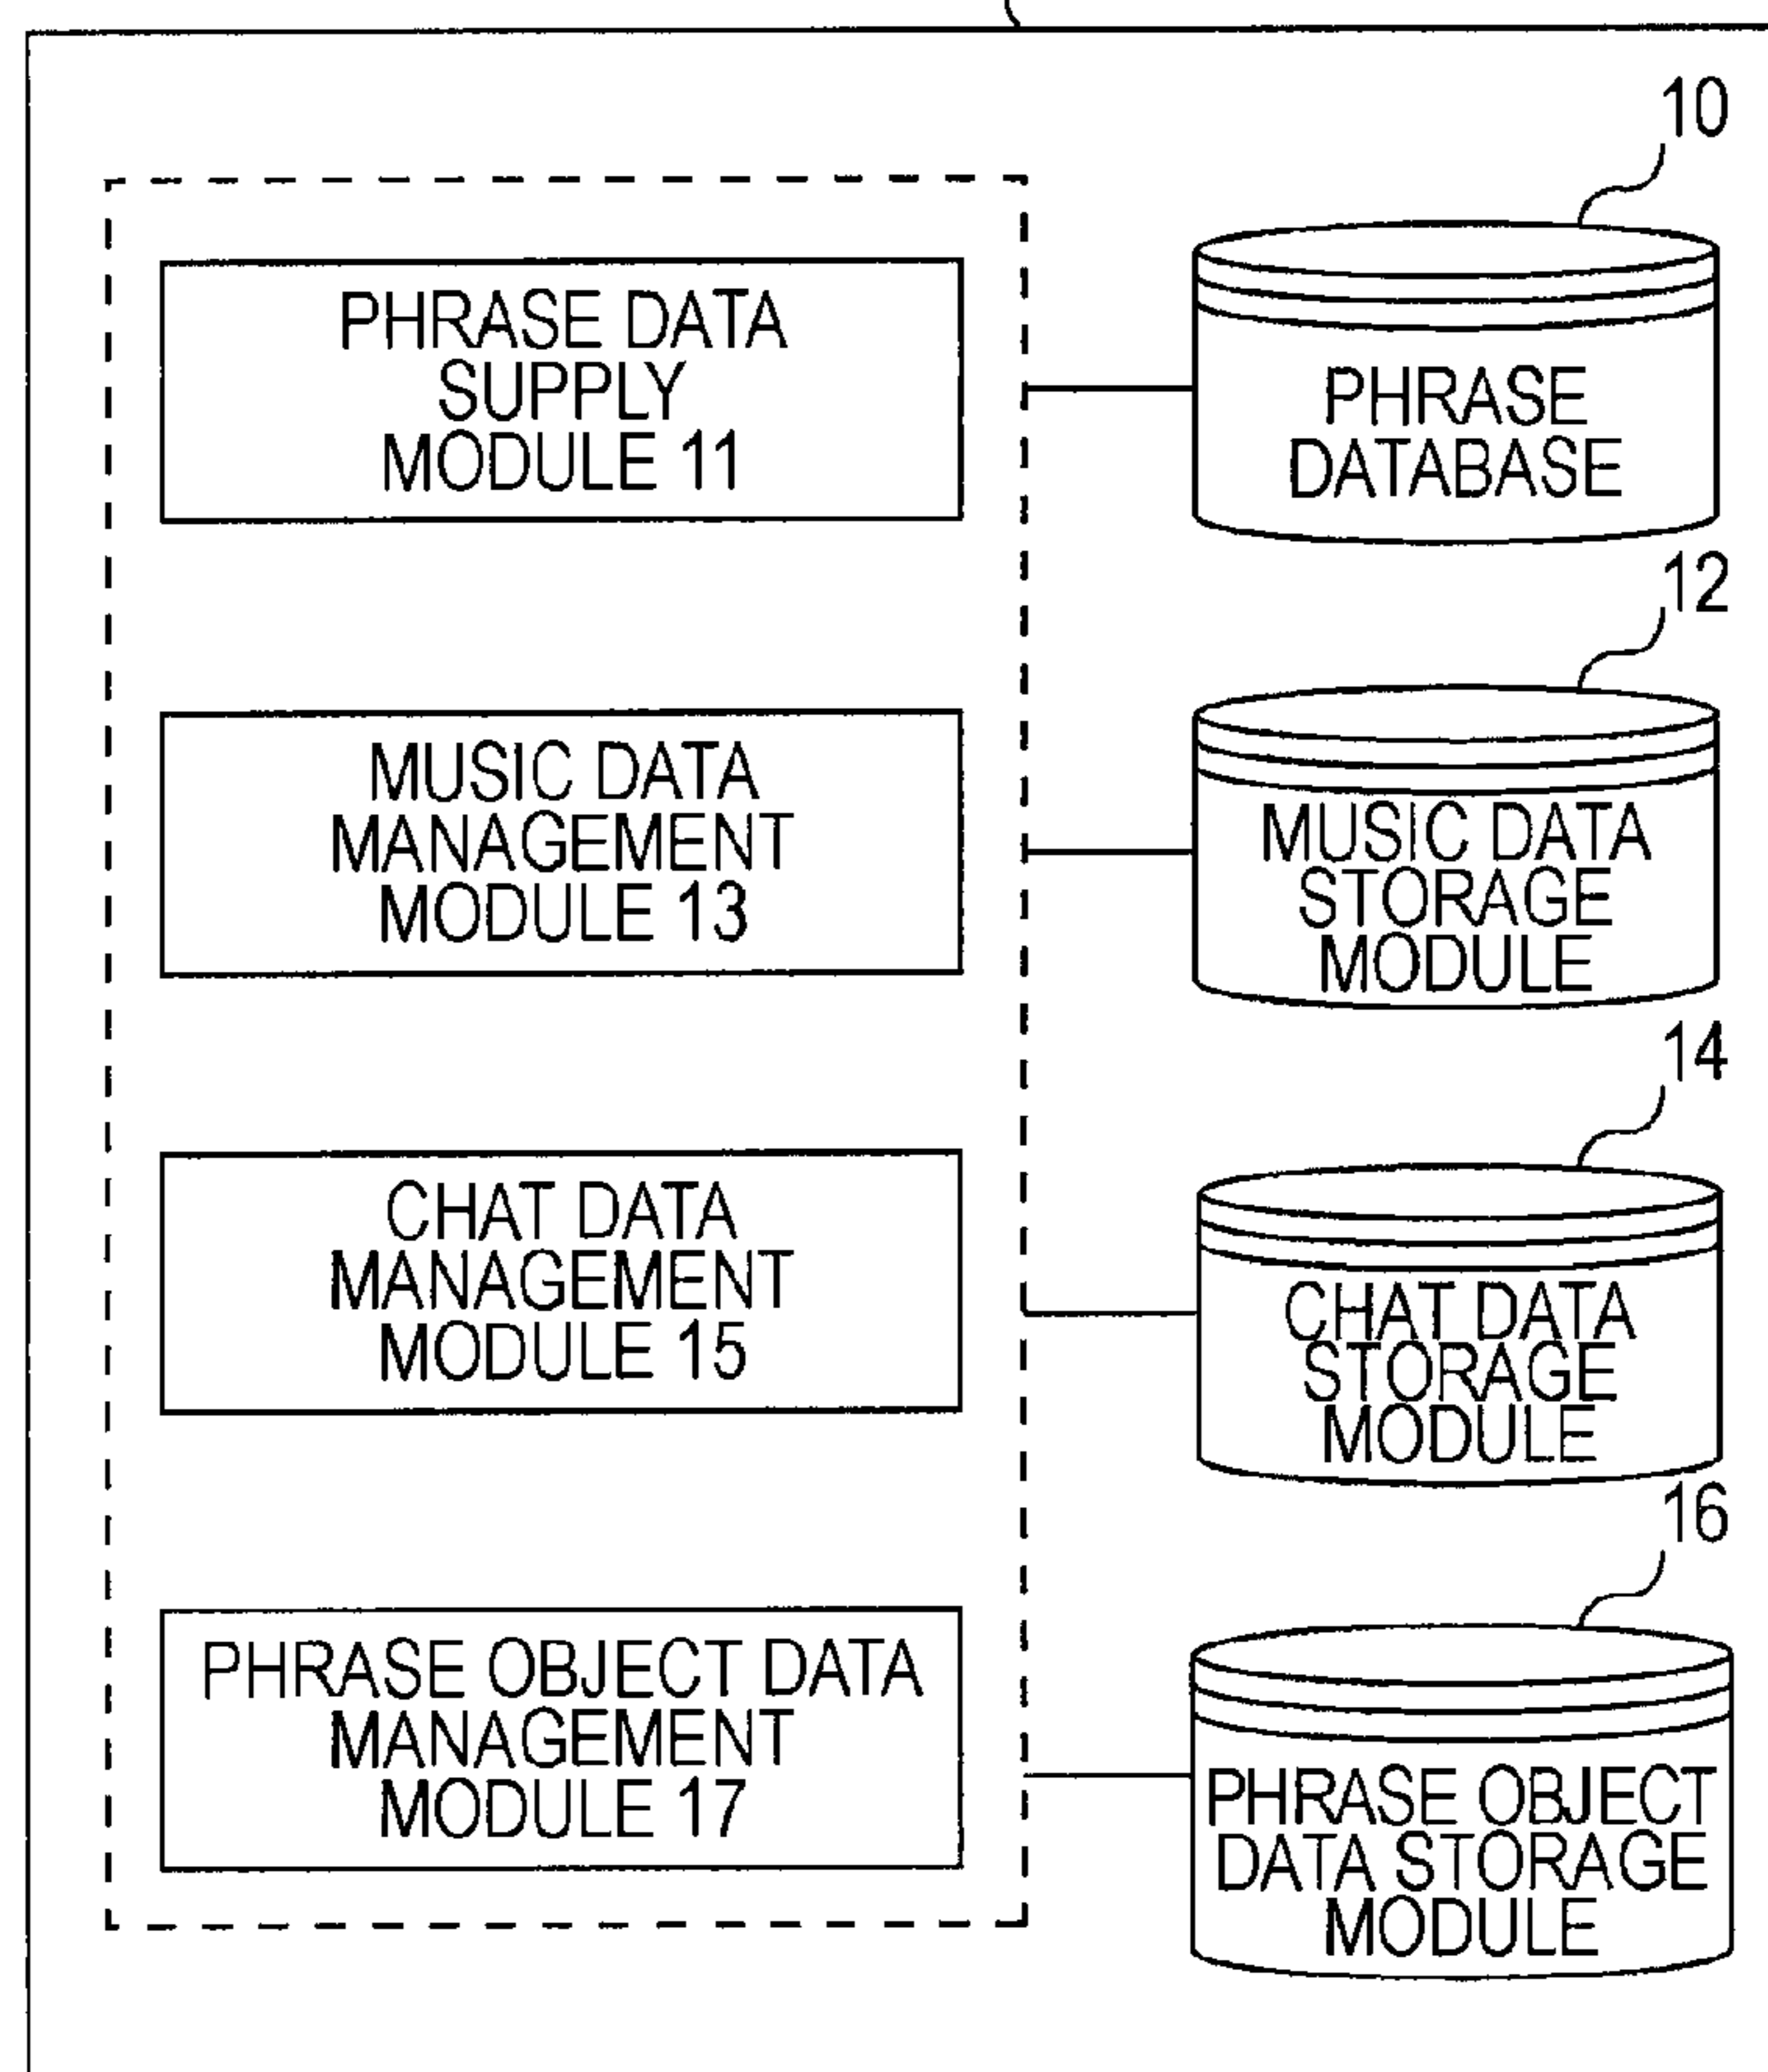 10
PHRASE DATA
SUPPLY
MODULE 11
PHRASE
DATABASE
12
MUSIC DATA
MANAGEMENT
MODULE 13
MUSIC DATA
STORAGE
MODULE
14
CHAT DATA
MANAGEMENT
MODULE 15
CHAT DATA
STORAGE
MODULE
16
PHRASE OBJECT DATA
MANAGEMENT
MODULE 17
PHRASE OBJECT
DATA STORAGE
MODULE